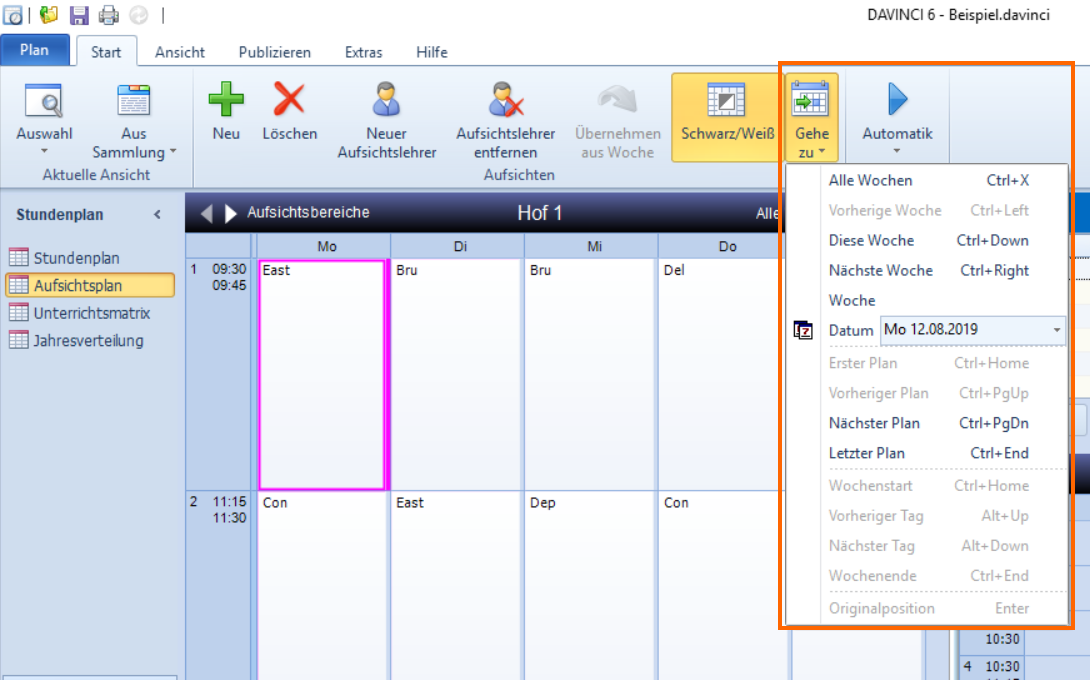 DAVINCI 6 - Beispiel.davinci
Plan
Start
Ansicht
Publizieren
Extras
Hilfe
Auswahl
Aus
Sammlung
Aktuelle Ansicht
Neu
Löschen
Neuer
Aufsichtslehrer
Aufsichtslehrer
entfernen
Übernehmen
aus Woche
Aufsichten
Schwarz/Weiß
Gehe
zu
Automatik
Stundenplan
Stundenplan
Aufsichtsplan
Unterrichtsmatrix
Jahresverteilung
Aufsichtsbereiche Hof 1 Alle
Mo Di Mi Do
1 09:30 East Bru Bru Del
09:45
2 11:15 Con East Dep Con
11:30
Alle Wochen Ctrl+X
Vorherige Woche Ctrl+Left
Diese Woche Ctrl+Down
Nächste Woche Ctrl+Right
Woche
7 Datum Mo 12.08.2019
Erster Plan Ctrl+Home
Vorheriger Plan Ctrl+PgUp
Nächster Plan Ctrl+PgDn
Letzter Plan Ctrl+End
Wochenstart Ctrl+Home
Vorheriger Tag Alt+Up
Nächster Tag Alt+Down
Wochenende Ctrl+End
Originalposition Enter
10:30
4 10:30